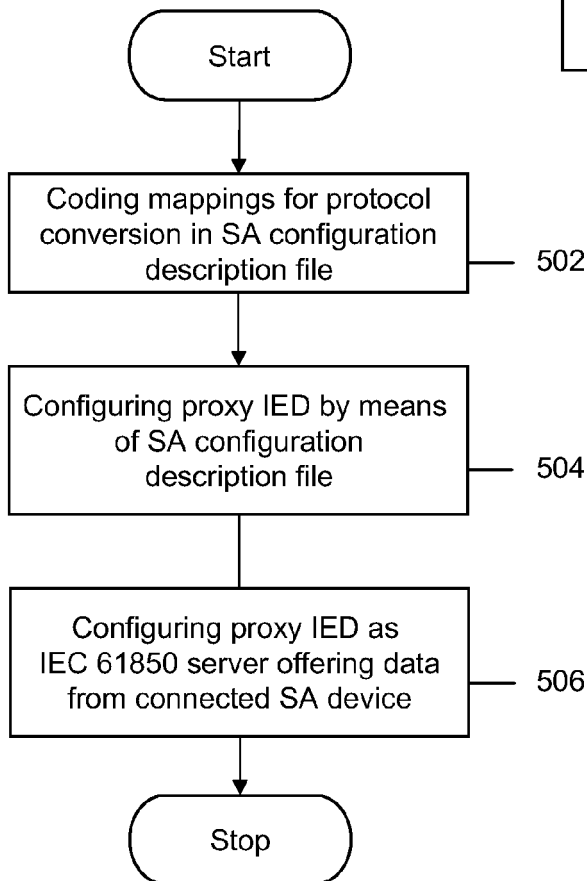 Start
Coding mappings for protocol
conversion in SA configuration
description file
502
Configuring proxy IED by means
of SA configuration
description file
504
Configuring proxy IED as
IEC 61850 server offering data
from connected SA device
506
Stop